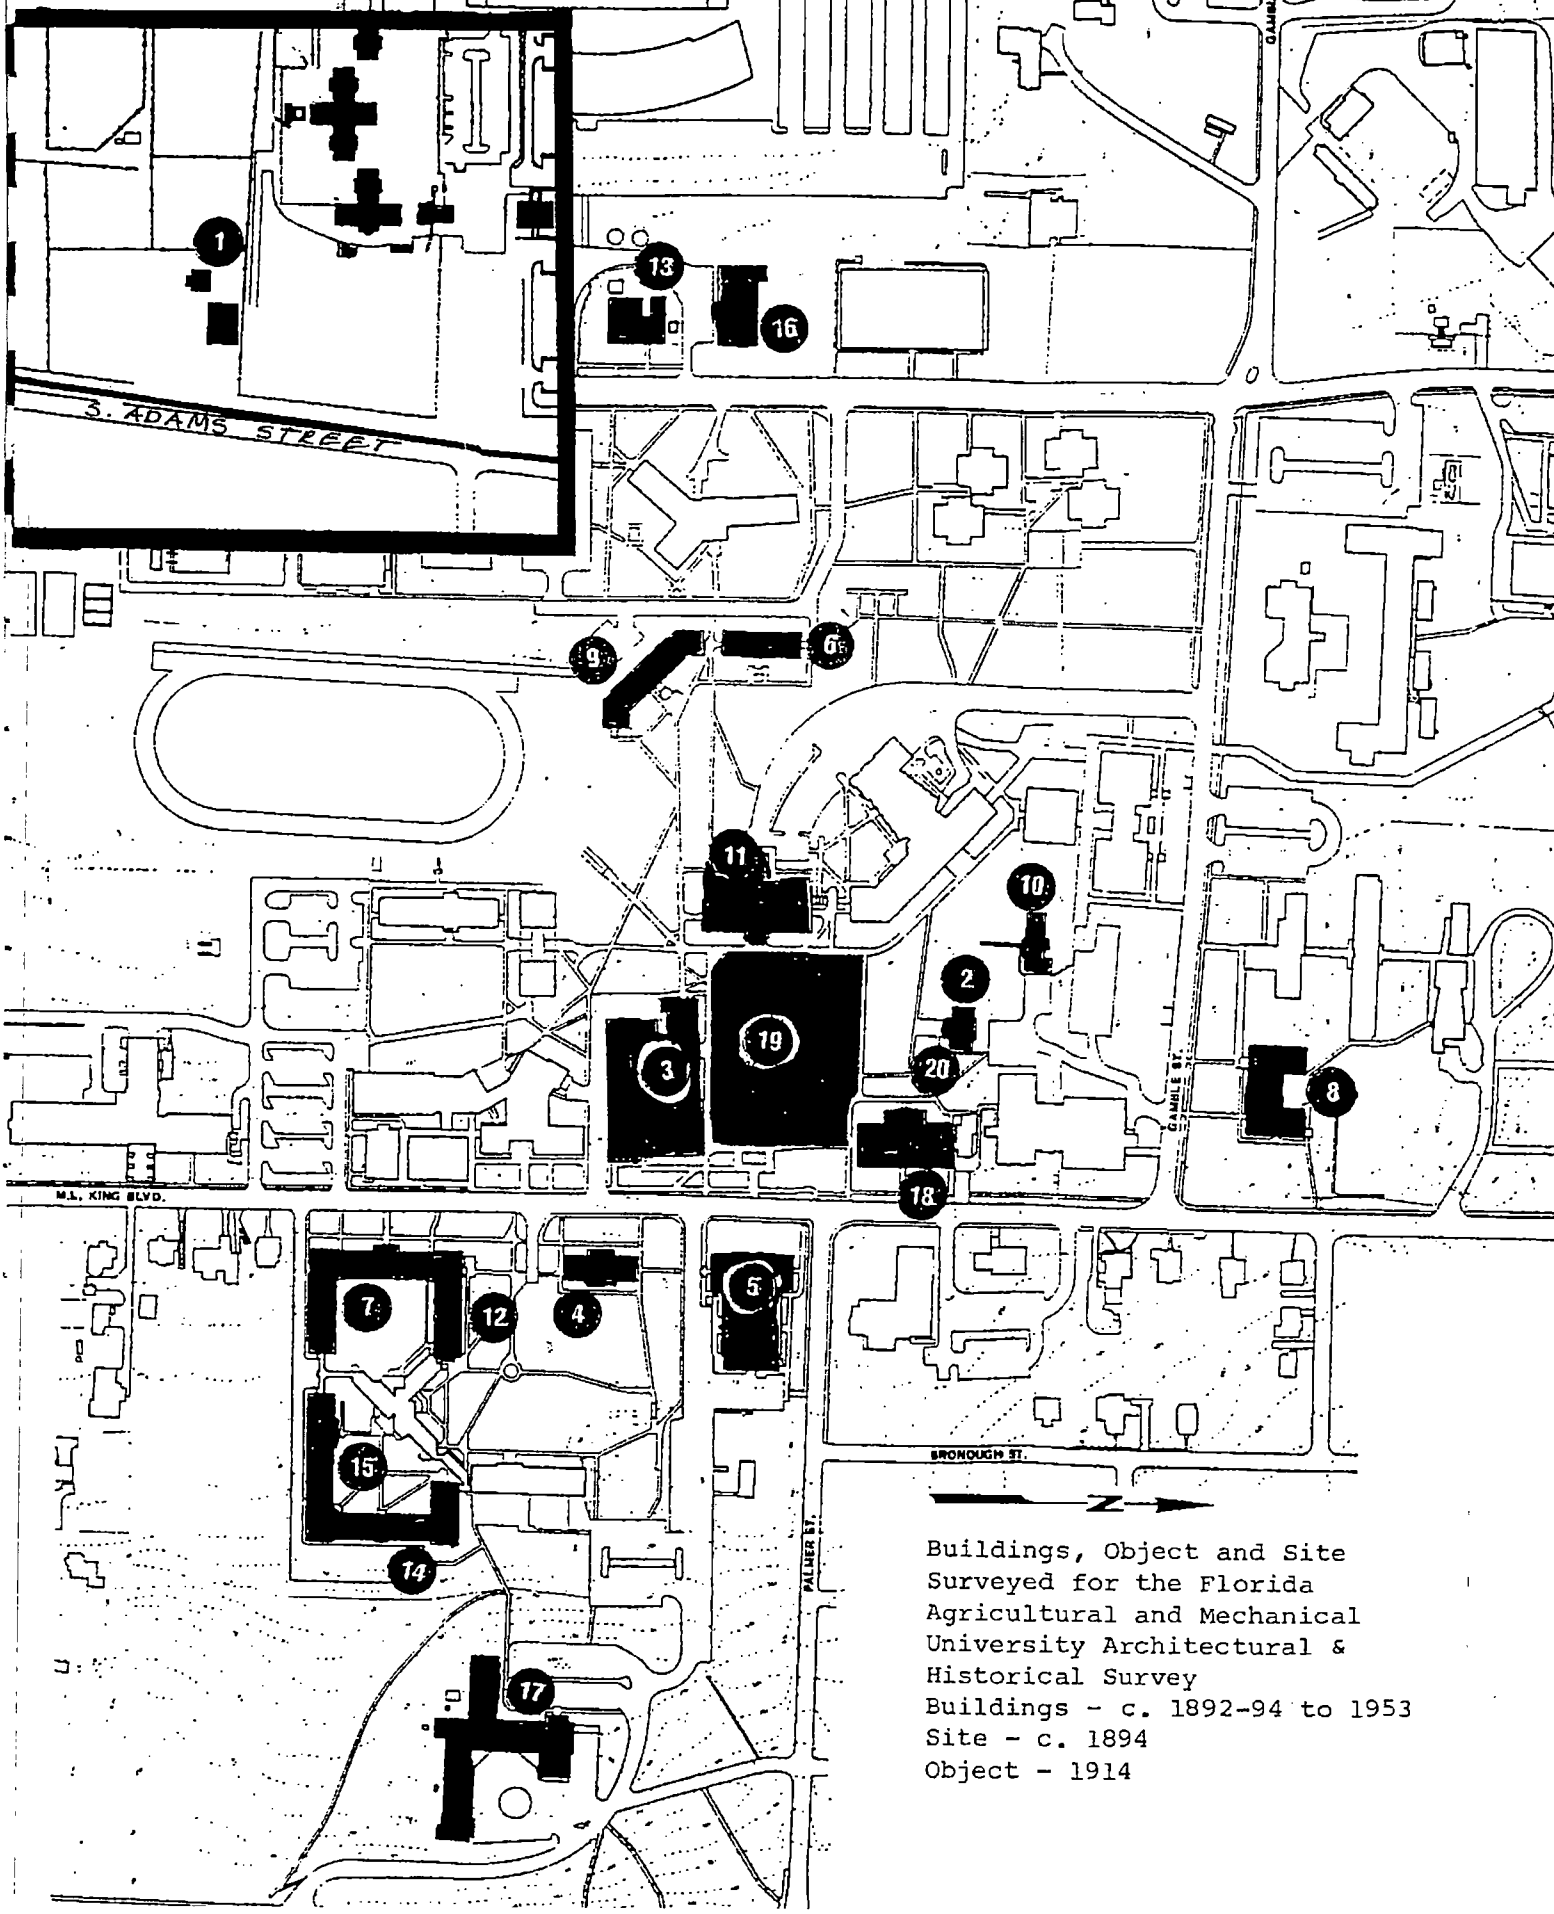 GAMBLE
1
13
16
S. ADAMS STREET
9
6
11
10
2
19
3
20
GAMBLE ST.
8
18
M.L. KING BLVD.
7
12
4
5
15
BRONOUGH ST.
N
14
PALMER ST.
17
Buildings, Object and Site
Surveyed for the Florida
Agricultural and Mechanical
University Architectural &
Historical Survey
Buildings - c. 1892-94 to 1953
Site - c. 1894
Object - 1914